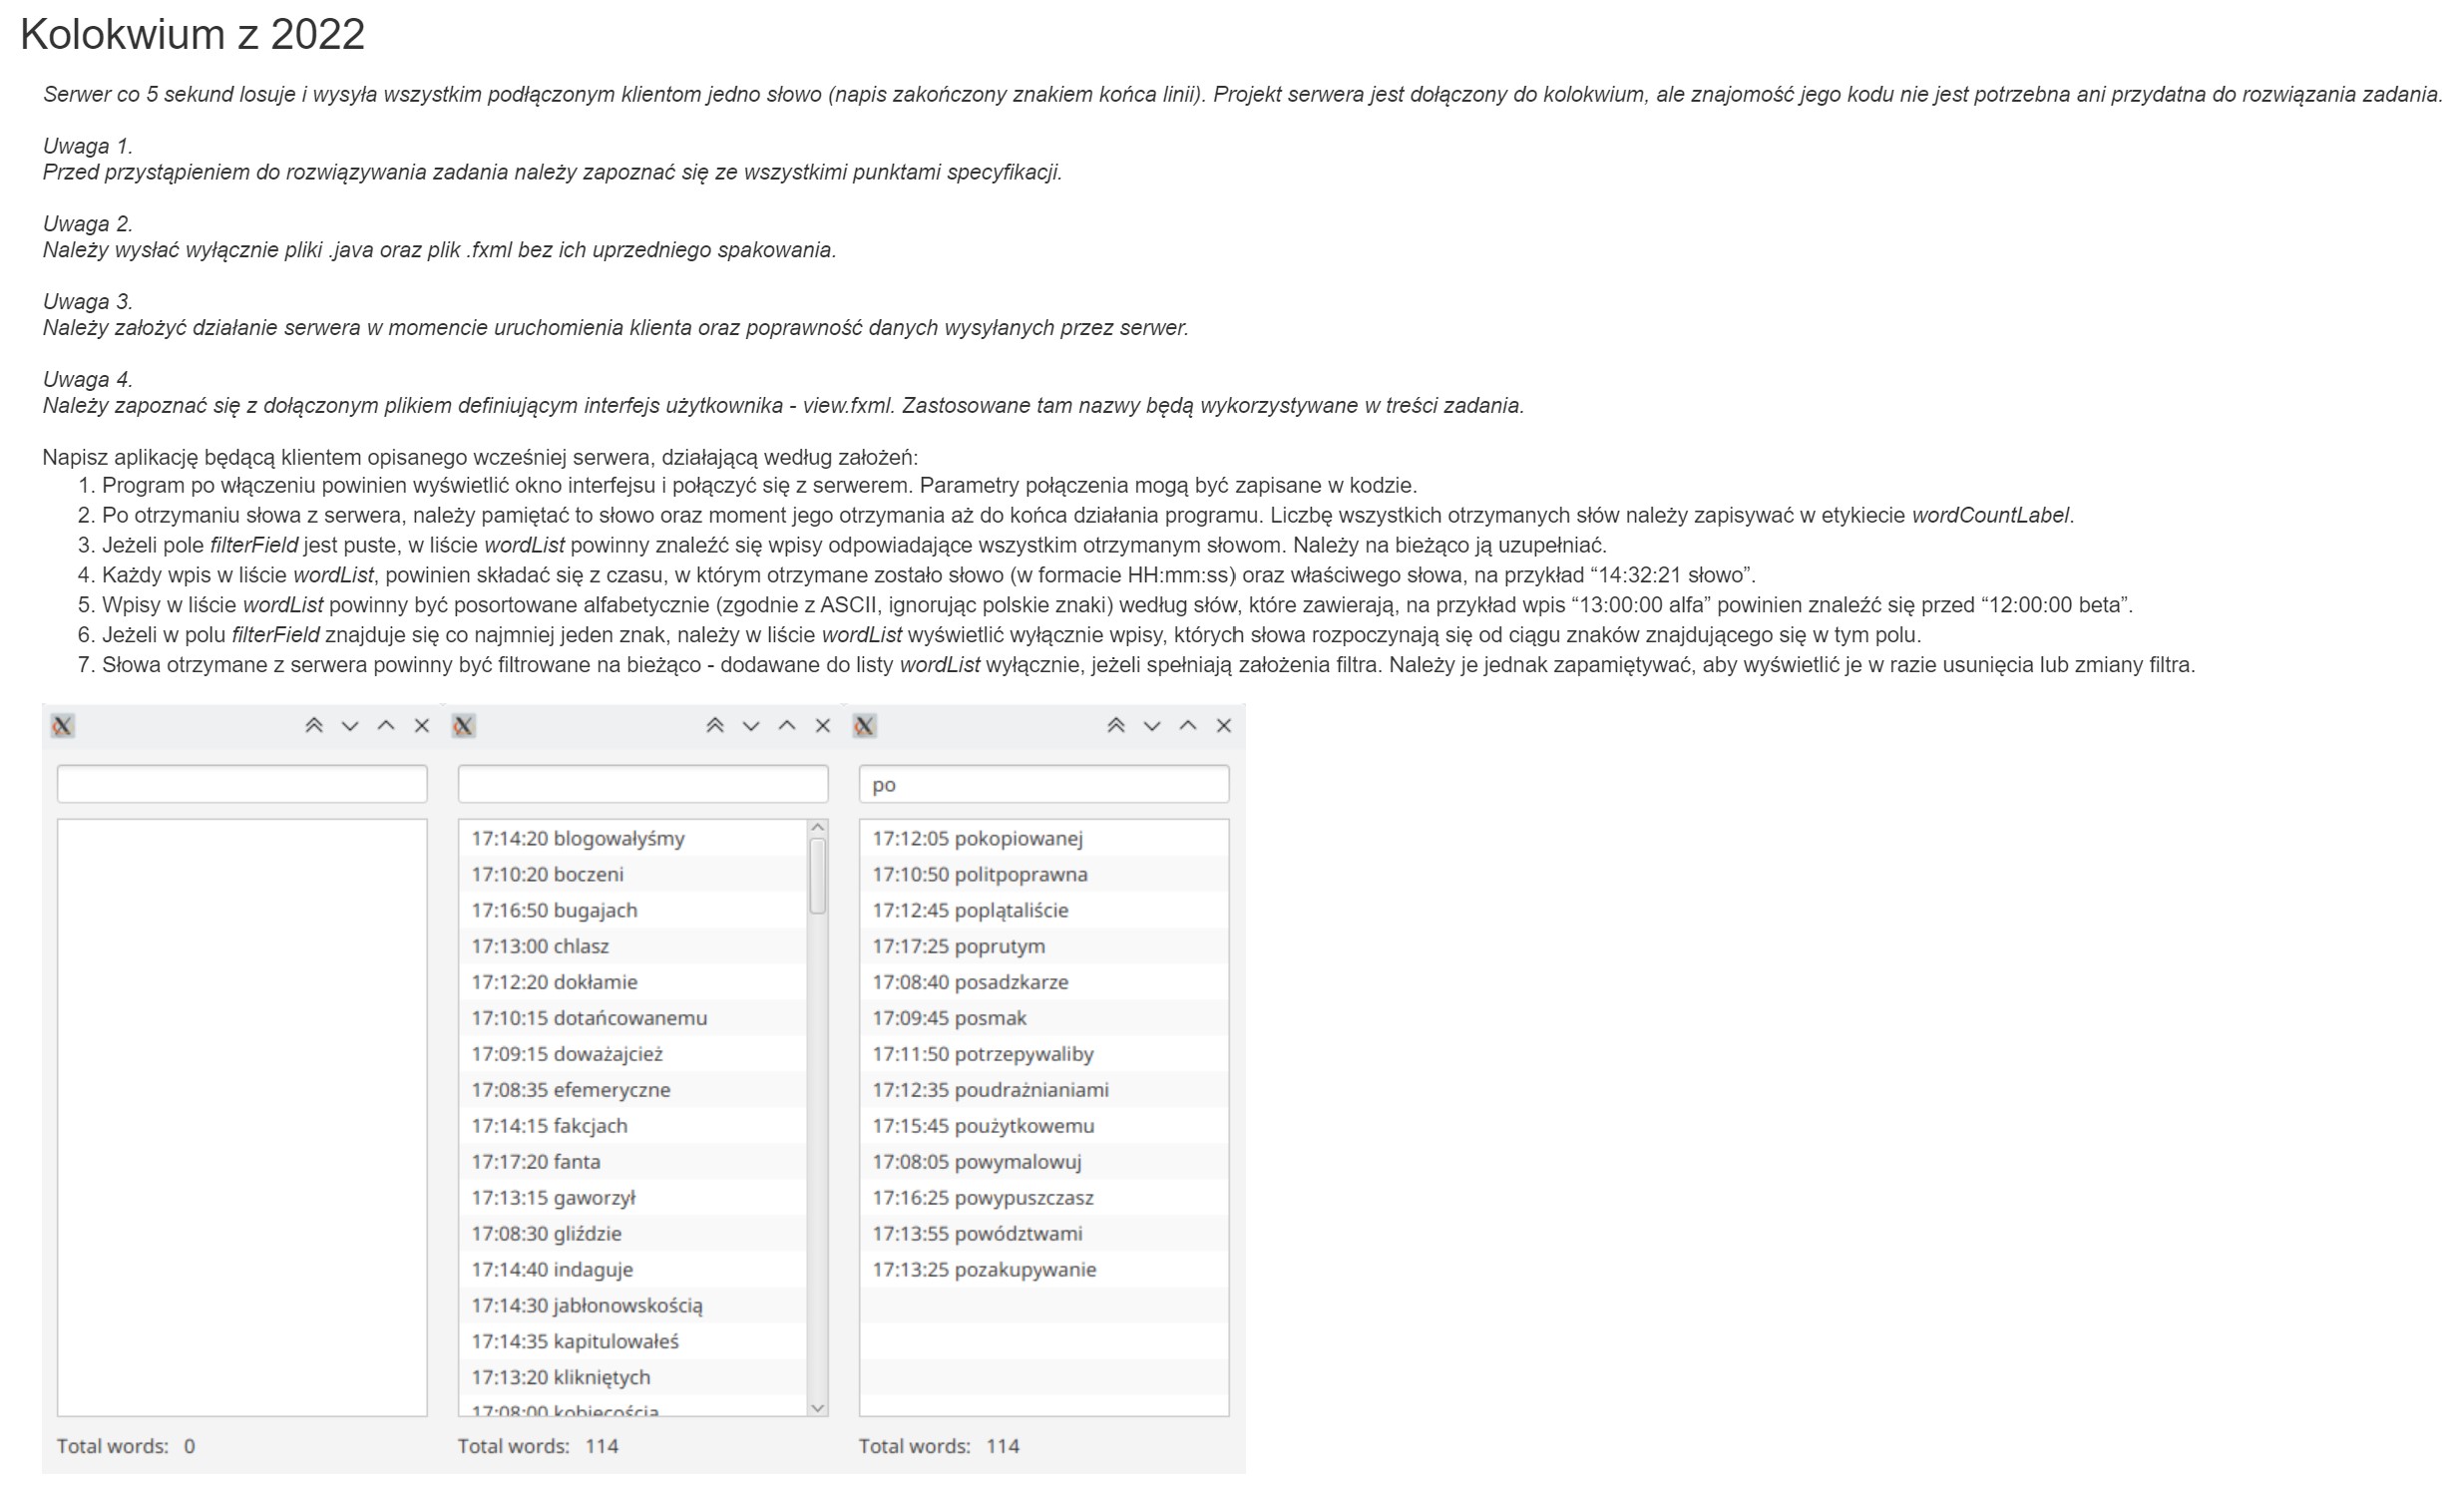 Kolokwium z 2022
Serwer co 5 sekund losuje i wysyła wszystkim podłączonym klientom jedno słowo (napis zakończony znakiem końca linii). Projekt serwera jest dołączony do kolokwium, ale znajomość jego kodu nie jest potrzebna ani przydatna do rozwiązania zadania.
Uwaga 1.
Przed przystąpieniem do rozwiązywania zadania należy zapoznać się ze wszystkimi punktami specyfikacji.
Uwaga 2.
Należy wysłać wyłącznie pliki .java oraz plik .fxml bez ich uprzedniego spakowania.
Uwaga 3.
Należy założyć działanie serwera w momencie uruchomienia klienta oraz poprawność danych wysyłanych przez serwer.
Uwaga 4.
Należy zapoznać się z dołączonym plikiem definiującym interfejs użytkownika - view.fxml. Zastosowane tam nazwy będą wykorzystywane w treści zadania.
Napisz aplikację będącą klientem opisanego wcześniej serwera, działającą według założeń:
1. Program po włączeniu powinien wyświetlić okno interfejsu i połączyć się z serwerem. Parametry połączenia mogą być zapisane w kodzie.
2. Po otrzymaniu słowa z serwera, należy pamiętać to słowo oraz moment jego otrzymania aż do końca działania programu. Liczbę wszystkich otrzymanych słów należy zapisywać w etykiecie wordCountLabel.
3. Jeżeli pole filterField jest puste, w liście wordList powinny znaleźć się wpisy odpowiadające wszystkim otrzymanym słowom. Należy na bieżąco ją uzupełniać.
4. Każdy wpis w liście wordList, powinien składać się z czasu, w którym otrzymane zostało słowo (w formacie HH:mm:ss) oraz właściwego słowa, na przykład “14:32:21 słowo”.
5. Wpisy w liście wordList powinny być posortowane alfabetycznie (zgodnie z ASCII, ignorując polskie znaki) według słów, które zawierają, na przykład wpis “13:00:00 alfa” powinien znaleźć się przed “12:00:00 beta”.
6. Jeżeli w polu filterField znajduje się co najmniej jeden znak, należy w liście wordList wyświetlić wyłącznie wpisy, których słowa rozpoczynają się od ciągu znaków znajdującego się w tym polu.
7. Słowa otrzymane z serwera powinny być filtrowane na bieżąco - dodawane do listy wordList wyłącznie, jeżeli spełniają założenia filtra. Należy je jednak zapamiętywać, aby wyświetlić je w razie usunięcia lub zmiany filtra.
Total words: 0
17:14:20 blogowałyśmy
17:10:20 boczeni
17:16:50 bugajach
17:13:00 chlasz
17:12:20 dokłamie
17:10:15 dotańcowanemu
17:09:15 doważajcież
17:08:35 efemeryczne
17:14:15 fakcjach
17:17:20 fanta
17:13:15 gaworzył
17:08:30 gliździe
17:14:40 indaguje
17:14:30 jabłonowskością
17:14:35 kapitulowałeś
17:13:20 klikniętych
17:08:00 kobiecością
Total words: 114
po
17:12:05 pokopiowanej
17:10:50 politpoprawna
17:12:45 poplątaliście
17:17:25 poprutym
17:08:40 posadzkarze
17:09:45 posmak
17:11:50 potrzepywaliby
17:12:35 poudrażnianiami
17:15:45 poużytkowemu
17:08:05 powymalowuj
17:16:25 powypuszczasz
17:13:55 powództwami
17:13:25 pozakupywanie
Total words: 114